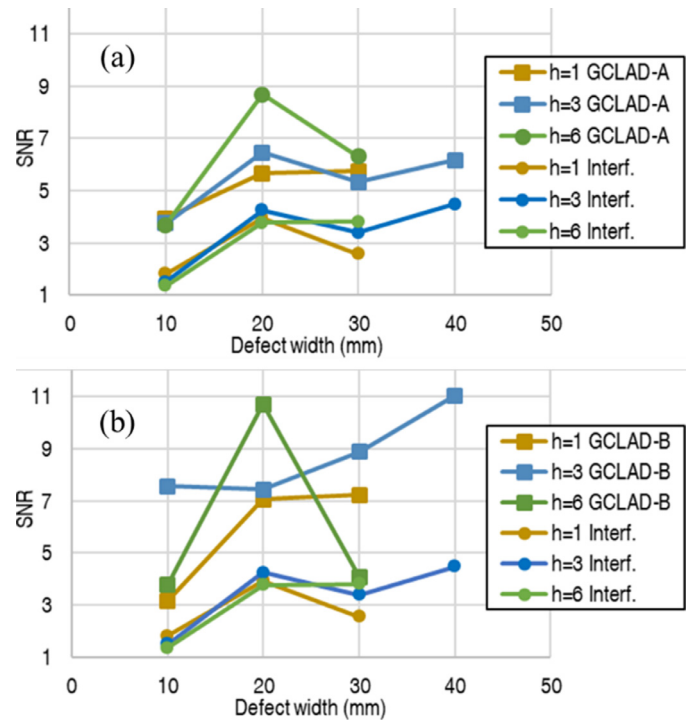 11
(a)
9
7
SNR
5
3
1
0
10
20
30
40
50
Defect width (mm)
h=1 GCLAD-A
h=3 GCLAD-A
h=6 GCLAD-A
h=1 Interf.
h=3 Interf.
h=6 Interf.
11
(b)
9
7
SNR
5
3
1
0
10
20
30
40
50
Defect width (mm)
h=1 GCLAD-B
h=3 GCLAD-B
h=6 GCLAD-B
h=1 Interf.
h=3 Interf.
h=6 Interf.